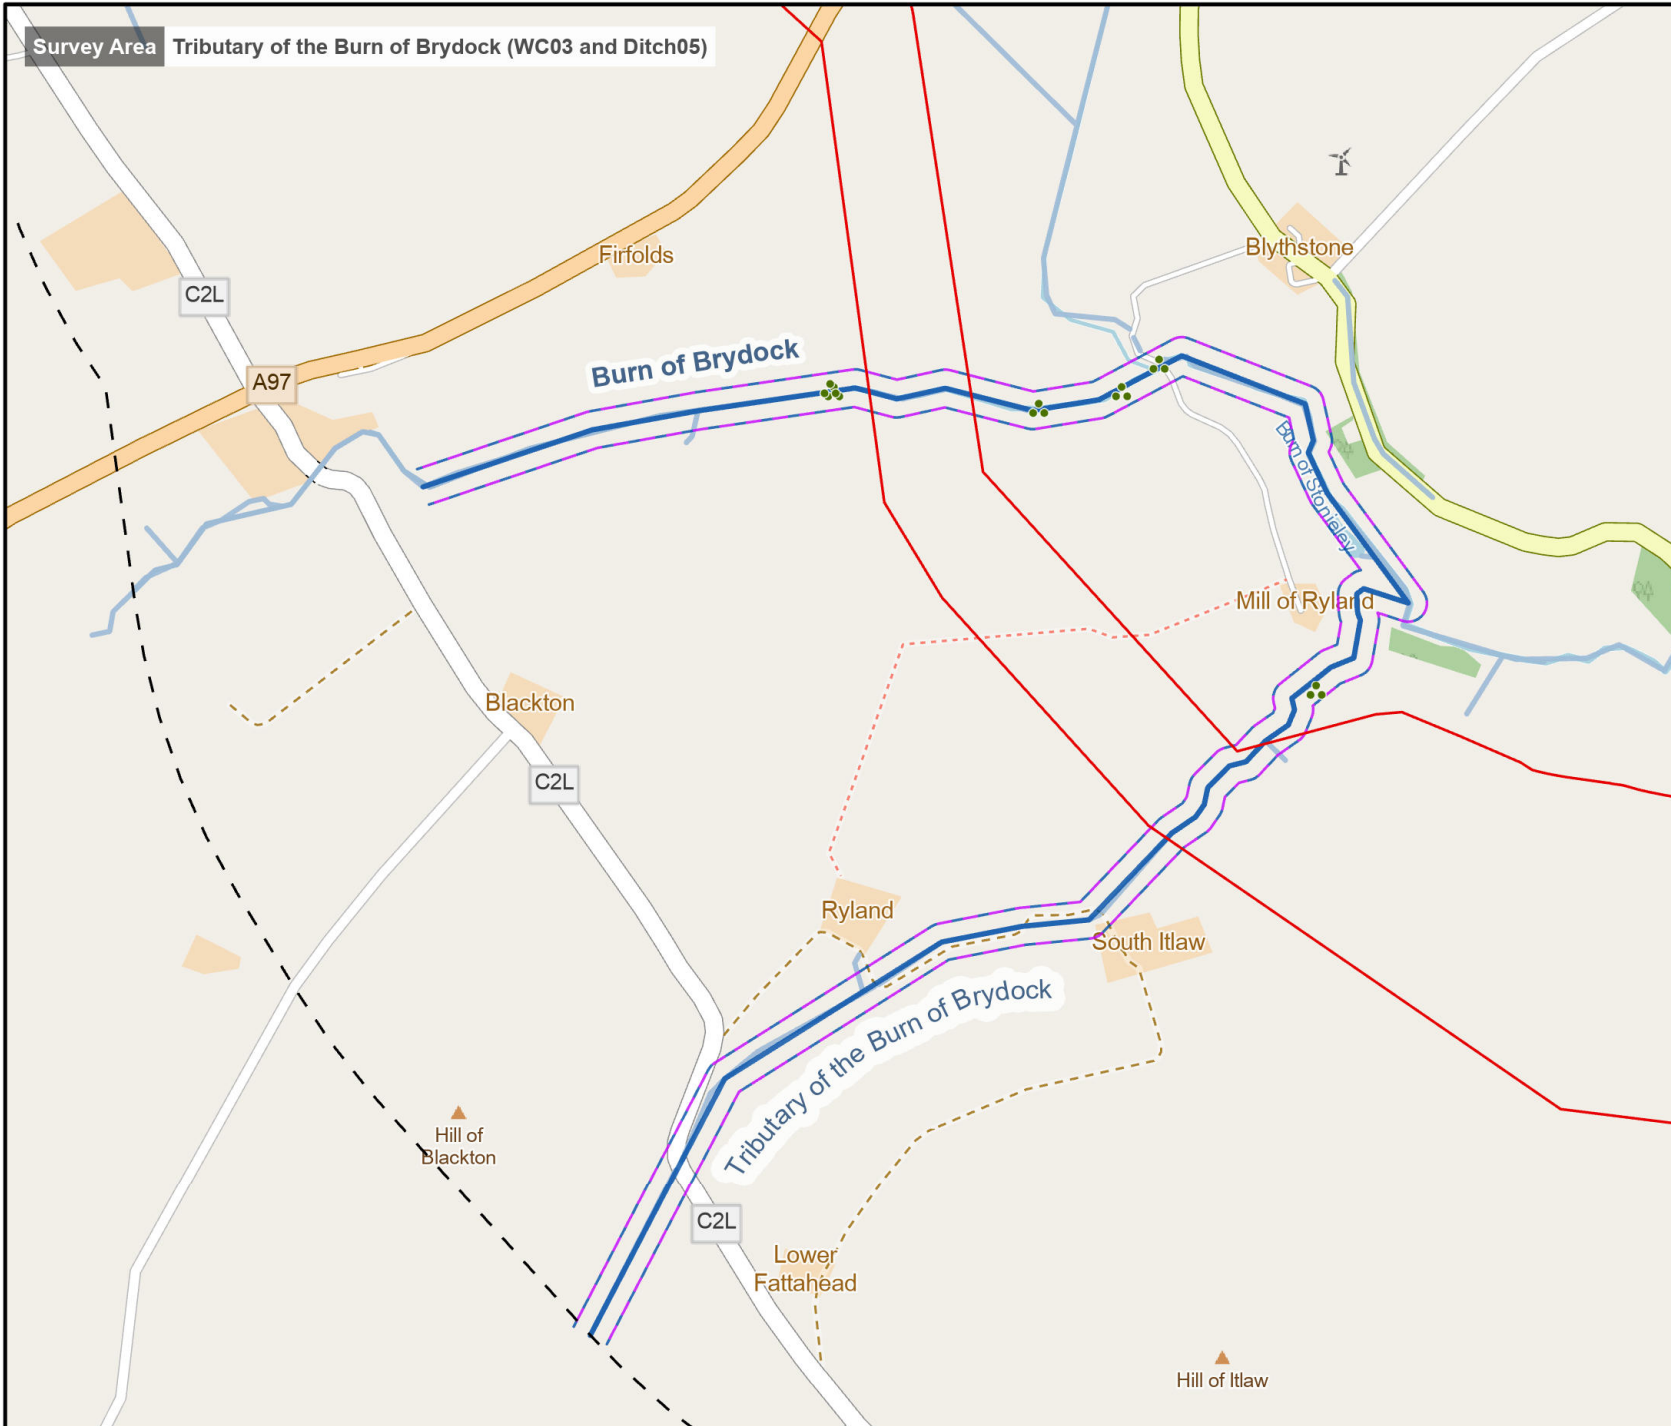 Survey Area Tributary of the Burn of Brydock (WC03 and Ditch05)
Blythstone
Firfolds
C2L
Burn of Brydock
A97
Burn of Stonieley
Mill of Ryland
Blackton
C2L
Ryland
South Itlaw
Tributary of the Burn of Brydock
Hill of
Blackton
C2L
Lower
Fattahead
Hill of Itlaw